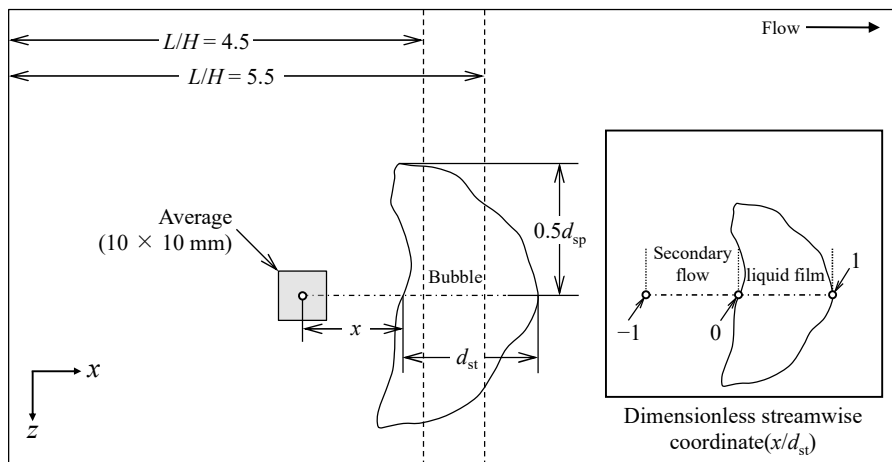 L/H = 4.5
Flow
L/H = 5.5
Average
(10 × 10 mm)
0.5d_sp
Bubble
x
d_st
x
z
Secondary
flow
liquid film
1
−1
0
Dimensionless streamwise
coordinate(x/d_st)